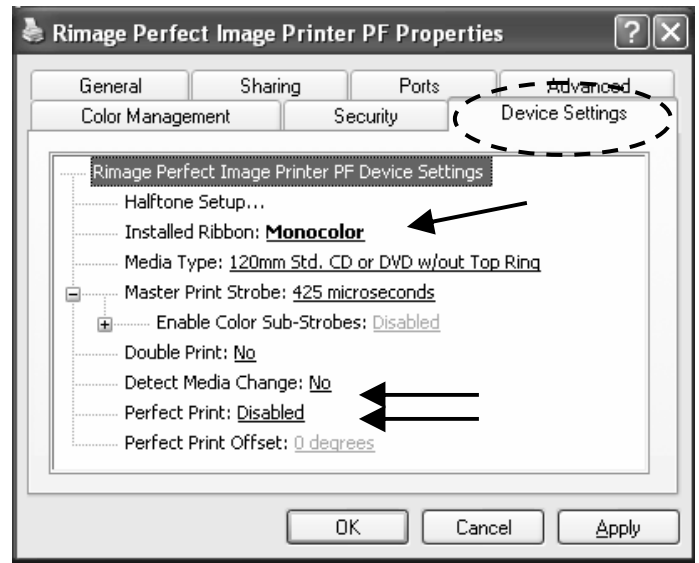 Rimage Perfect Image Printer PF Properties
General Sharing Ports Advanced
Color Management Security Device Settings
Rimage Perfect Image Printer PF Device Settings
Halftone Setup...
Installed Ribbon: Monocolor
Media Type: 120mm Std. CD or DVD w/out Top Ring
Master Print Strobe: 425 microseconds
Enable Color Sub-Strobes: Disabled
Double Print: No
Detect Media Change: No
Perfect Print: Disabled
Perfect Print Offset: 0 degrees
OK Cancel Apply